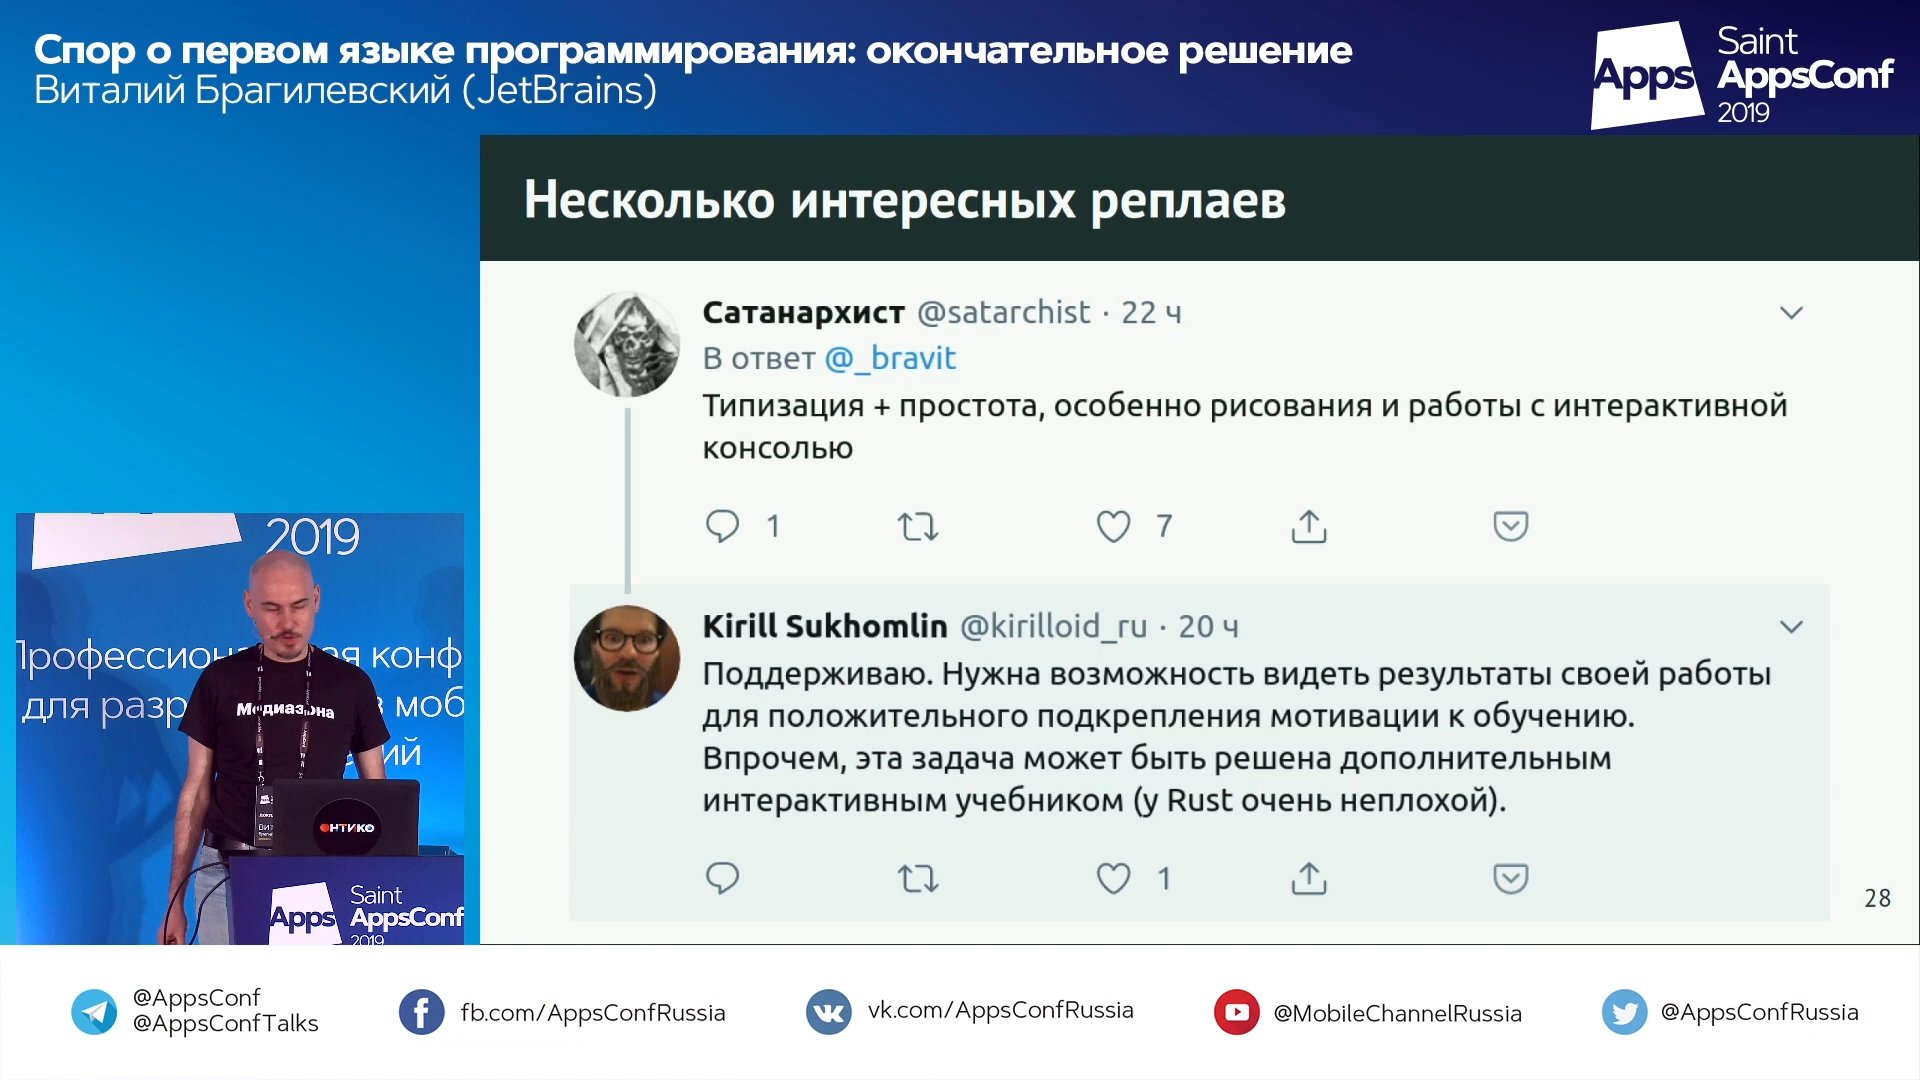 Спор о первом языке программирования: окончательное решение
Виталий Брагилевский (JetBrains)
Apps
Saint
AppsConf
2019
Несколько интересных реплаев
Сатанархист @satarchist · 22 ч
В ответ @_bravit
Типизация + простота, особенно рисования и работы с интерактивной
консолью
1
7
Kirill Sukhomlin @kirilloid_ru · 20 ч
Поддерживаю. Нужна возможность видеть результаты своей работы
для положительного подкрепления мотивации к обучению.
Впрочем, эта задача может быть решена дополнительным
интерактивным учебником (у Rust очень неплохой).
1
28
2019
Медиазона
ОНТИКО
Apps
Saint
AppsConf
2019
@AppsConf
@AppsConfTalks
fb.com/AppsConfRussia
vk.com/AppsConfRussia
@MobileChannelRussia
@AppsConfRussia